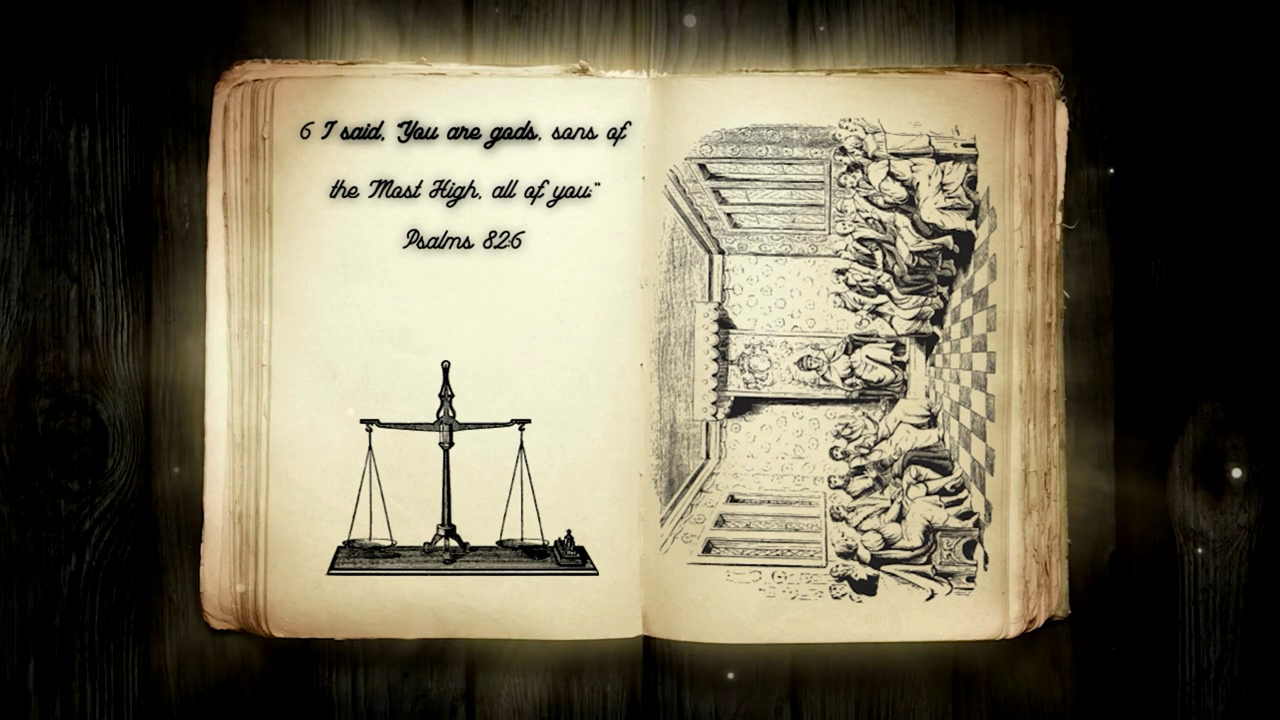 6 I said, "You are gods, sons of
the Most High, all of you;"
Psalms 82:6